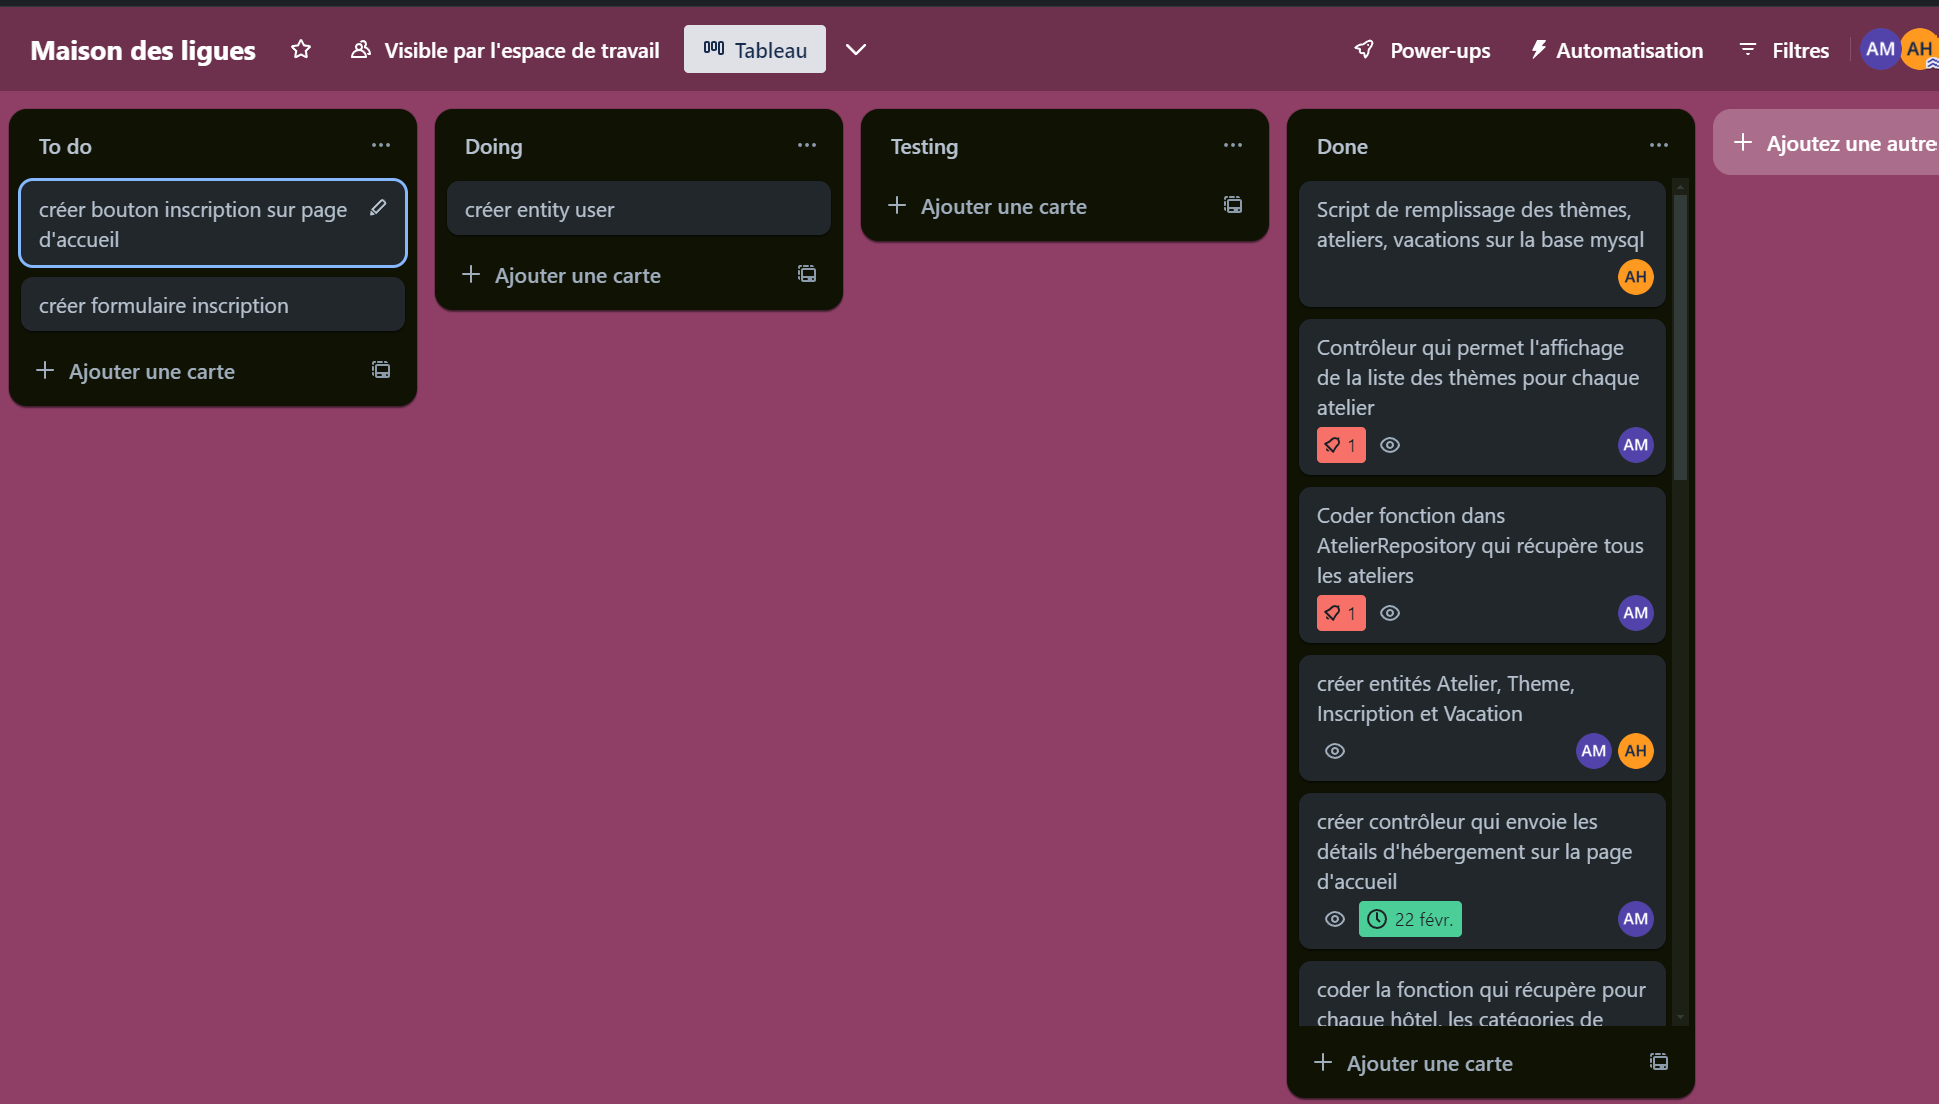 Maison des ligues
Visible par l'espace de travail
Tableau
Power-ups
Automatisation
Filtres
AM
AH
To do
créer bouton inscription sur page
d'accueil
créer formulaire inscription
Ajouter une carte
Doing
créer entity user
Ajouter une carte
Testing
Ajouter une carte
Done
Script de remplissage des thèmes,
ateliers, vacations sur la base mysql
AH
Contrôleur qui permet l'affichage
de la liste des thèmes pour chaque
atelier
1
AM
Coder fonction dans
AtelierRepository qui récupère tous
les ateliers
1
AM
créer entités Atelier, Theme,
Inscription et Vacation
AM
AH
créer contrôleur qui envoie les
détails d'hébergement sur la page
d'accueil
22 févr.
AM
coder la fonction qui récupère pour
chaque hôtel, les catégories de
Ajouter une carte
Ajoutez une autre